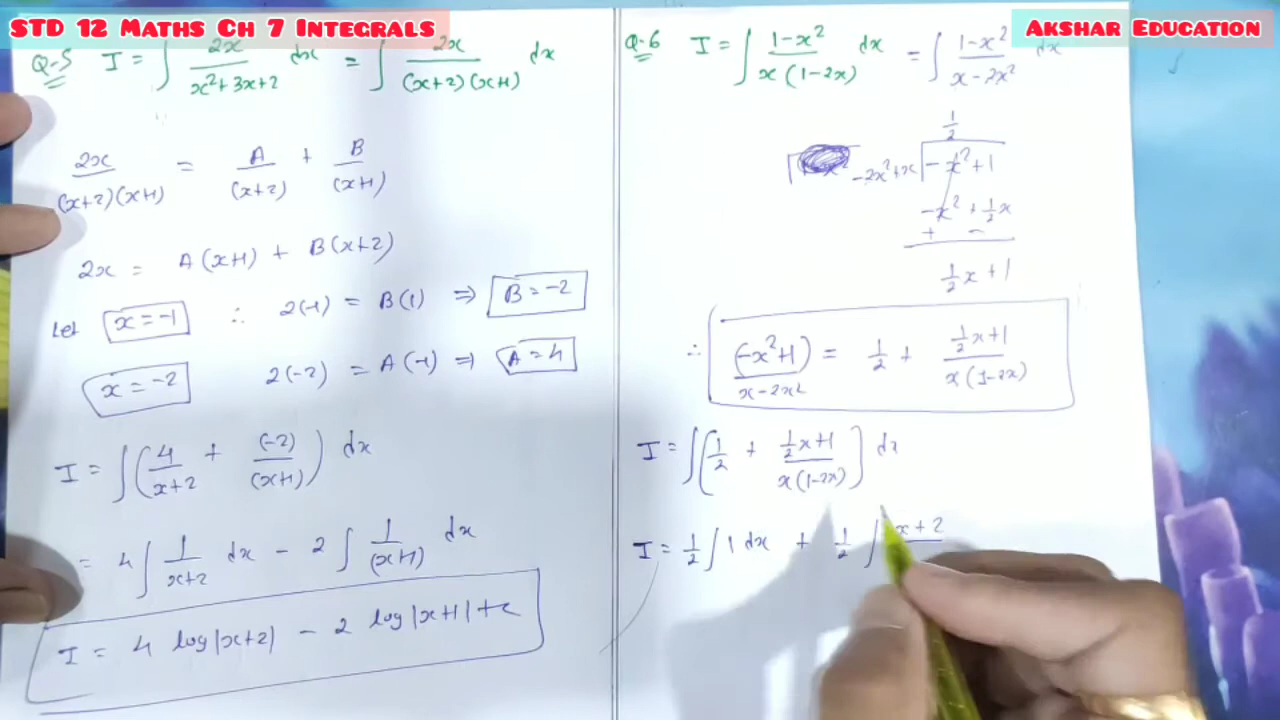 STD 12 Maths Ch 7 Integrals
Akshar Education
Q-5 I = ∫ 2x/(x²+3x+2) dx = ∫ 2x/((x+2)(x+1)) dx
2x/((x+2)(x+1)) = A/(x+2) + B/(x+1)
2x = A(x+1) + B(x+2)
Let x=-1 ∴ 2(-1) = B(1) ⇒ B=-2
x=-2 2(-2) = A(-1) ⇒ A=4
I = ∫(4/(x+2) + (-2)/(x+1)) dx
= 4∫ 1/(x+2) dx - 2∫ 1/(x+1) dx
I = 4 log|x+2| - 2 log|x+1| + c
Q-6 I = ∫ (1-x²)/(x(1-2x)) dx = ∫ (1-x²)/(x-2x²) dx
1/2
-2x²+x -x²+1
-x²+1/2x
+ -
1/2x+1
∴ (-x²+1)/(x-2x²) = 1/2 + (1/2x+1)/(x(1-2x))
I = ∫(1/2 + (1/2x+1)/(x(1-2x))) dx
I = 1/2 ∫ 1 dx + 1/2 ∫ x+2